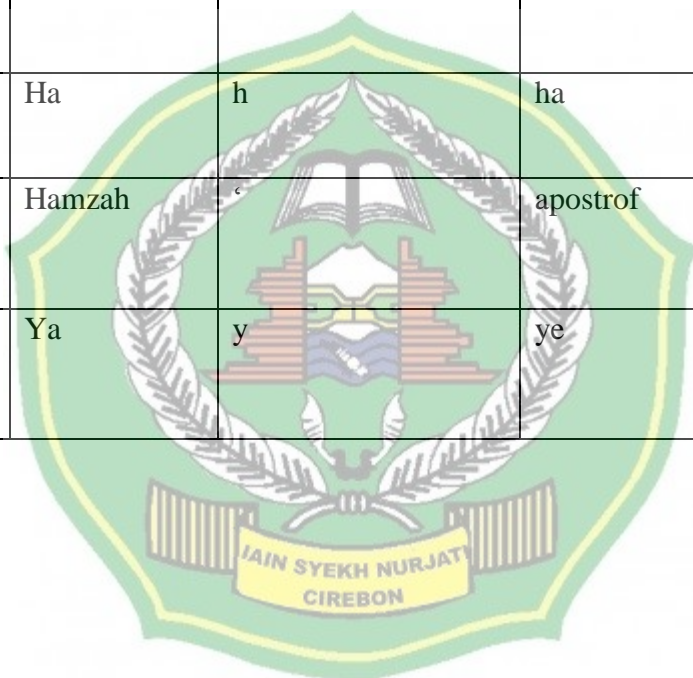 Ha h ha
Hamzah ‘ apostrof
Ya y ye
IAIN SYEKH NURJATI
CIREBON